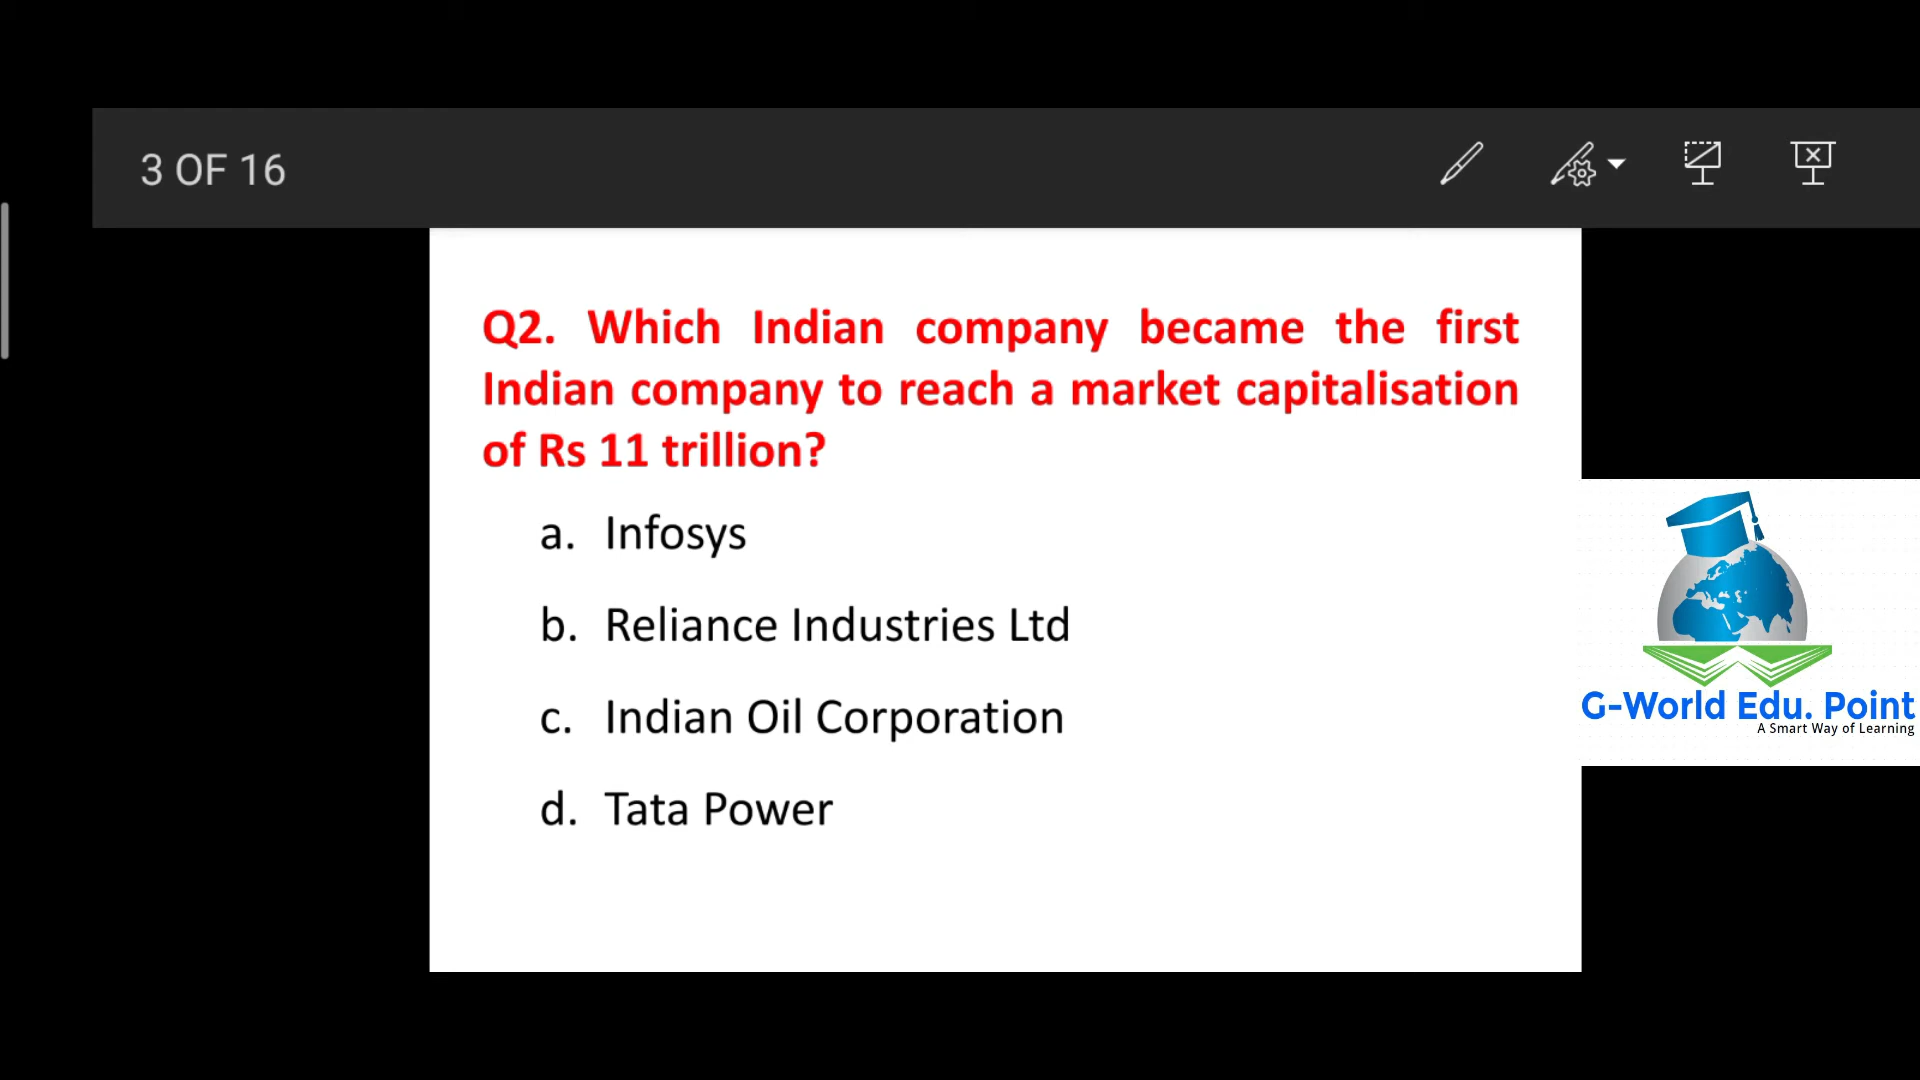 3 OF 16
Q2. Which Indian company became the first
Indian company to reach a market capitalisation
of Rs 11 trillion?
a. Infosys
b. Reliance Industries Ltd
c. Indian Oil Corporation
d. Tata Power
G-World Edu. Point
A Smart Way of Learning